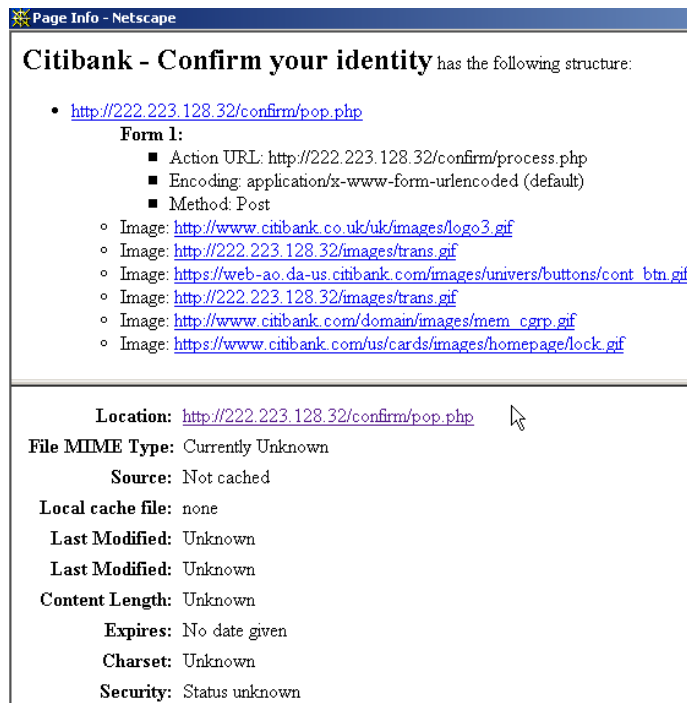 Page Info - Netscape
Citibank - Confirm your identity has the following structure:
• http://222.223.128.32/confirm/pop.php
Form 1:
■ Action URL: http://222.223.128.32/confirm/process.php
■ Encoding: application/x-www-form-urlencoded (default)
■ Method: Post
○ Image: http://www.citibank.co.uk/uk/images/logo3.gif
○ Image: http://222.223.128.32/images/trans.gif
○ Image: https://web-ao.da-us.citibank.com/images/univers/buttons/cont_btn.gif
○ Image: http://222.223.128.32/images/trans.gif
○ Image: http://www.citibank.com/domain/images/mem_cgrp.gif
○ Image: https://www.citibank.com/us/cards/images/homepage/lock.gif
Location: http://222.223.128.32/confirm/pop.php
File MIME Type: Currently Unknown
Source: Not cached
Local cache file: none
Last Modified: Unknown
Last Modified: Unknown
Content Length: Unknown
Expires: No date given
Charset: Unknown
Security: Status unknown